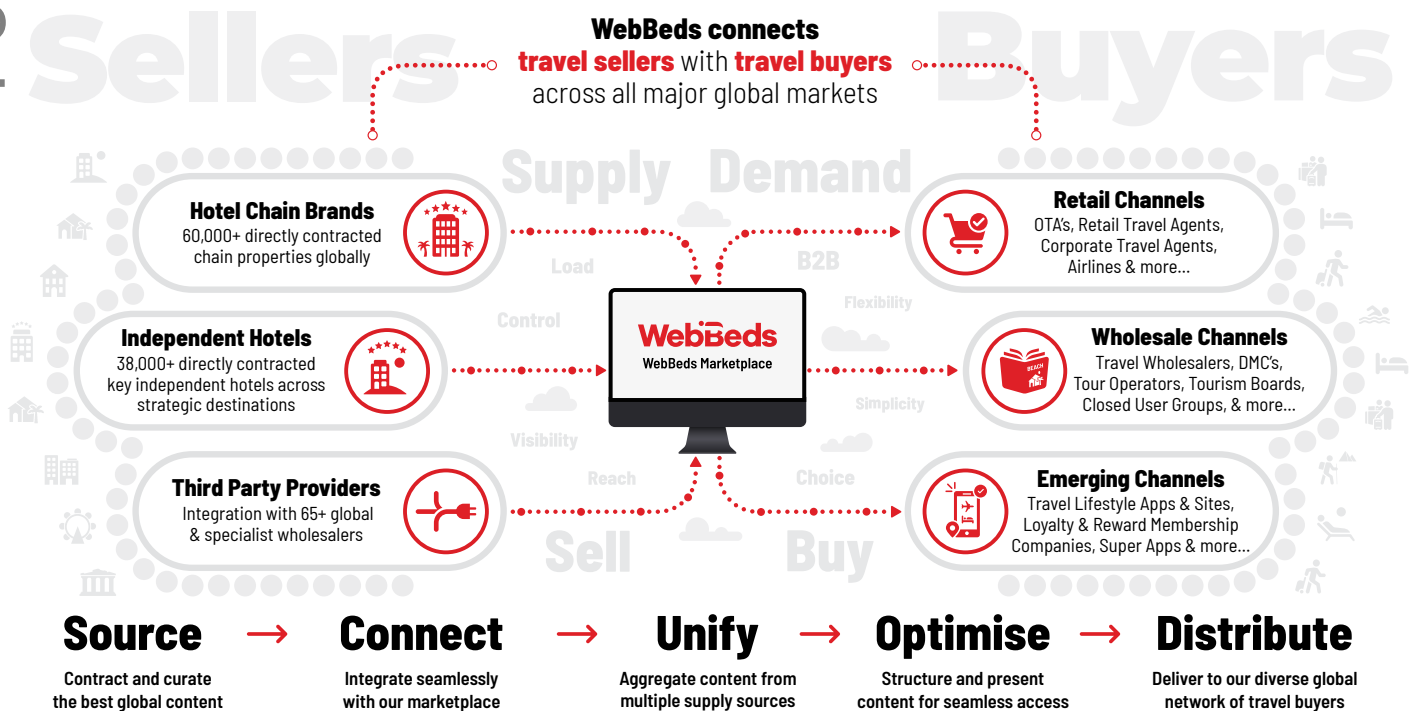 Sellers
Buyers
WebBeds connects
travel sellers with travel buyers
across all major global markets
Supply
Demand
Hotel Chain Brands
60,000+ directly contracted
chain properties globally
Load
Control
Independent Hotels
38,000+ directly contracted
key independent hotels across
strategic destinations
Visibility
Reach
Third Party Providers
Integration with 65+ global
& specialist wholesalers
Sell
WebBeds
WebBeds Marketplace
B2B
Flexibility
Simplicity
Choice
Buy
Retail Channels
OTA's, Retail Travel Agents,
Corporate Travel Agents,
Airlines & more...
BEACH
Wholesale Channels
Travel Wholesalers, DMC's,
Tour Operators, Tourism Boards,
Closed User Groups, & more...
Emerging Channels
Travel Lifestyle Apps & Sites,
Loyalty & Reward Membership
Companies, Super Apps & more...
Source
Contract and curate
the best global content
Connect
Integrate seamlessly
with our marketplace
Unify
Aggregate content from
multiple supply sources
Optimise
Structure and present
content for seamless access
Distribute
Deliver to our diverse global
network of travel buyers